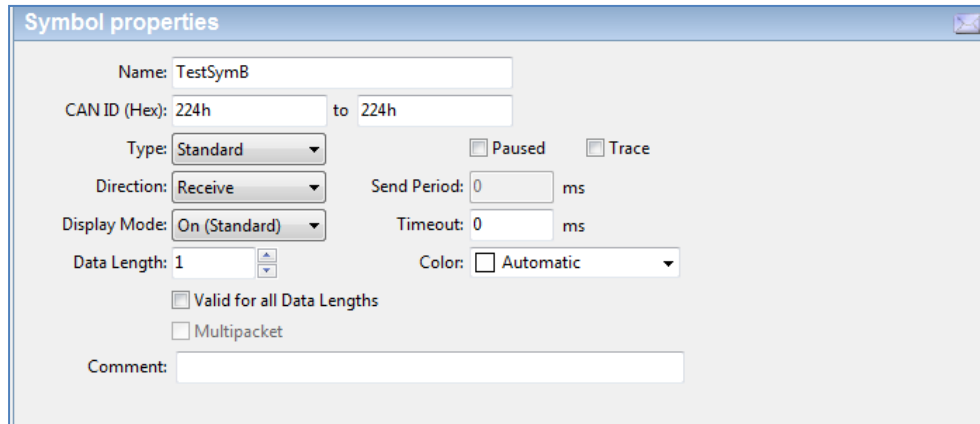 Symbol properties
Name: TestSymB
CAN ID (Hex): 224h to 224h
Type: Standard Paused Trace
Direction: Receive Send Period: 0 ms
Display Mode: On (Standard) Timeout: 0 ms
Data Length: 1 Color: Automatic
Valid for all Data Lengths
Multipacket
Comment: